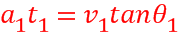 a₁t₁ = v₁tanθ₁